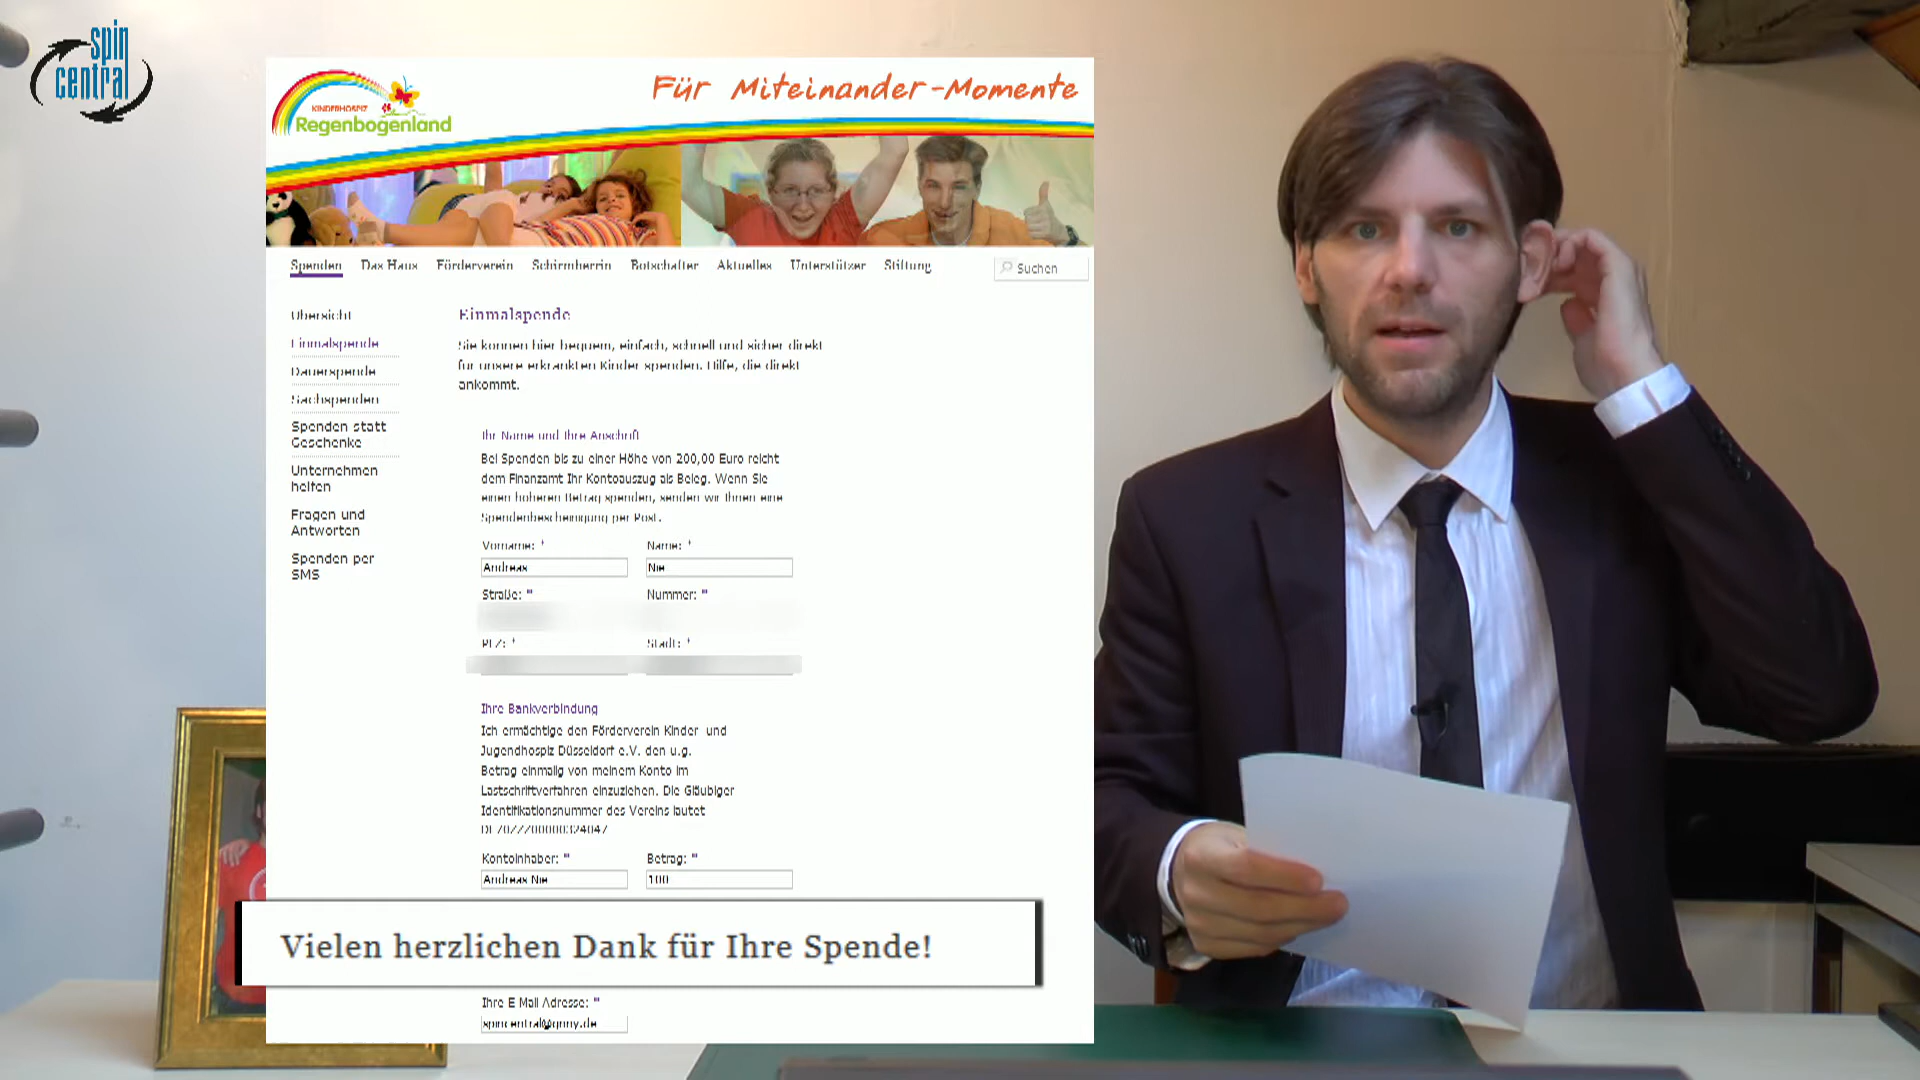 spin
central
Für Miteinander-Momente
KINDERHOSPIZ
Regenbogenland
Spenden Das Haus Förderverein Schirmherrin Botschafter Aktuelles Unterstützer Stiftung
Suchen
Übersicht
Einmalspende
Dauerspende
Sachspenden
Spenden statt
Geschenke
Unternehmen
helfen
Fragen und
Antworten
Spenden per
SMS
Einmalspende
Sie können hier bequem, einfach, schnell und sicher direkt
für unsere erkrankten Kinder spenden. Hilfe, die direkt
ankommt.
Ihr Name und Ihre Anschrift
Bei Spenden bis zu einer Höhe von 200,00 Euro reicht
dem Finanzamt Ihr Kontoauszug als Beleg. Wenn Sie
einen höheren Betrag spenden, senden wir Ihnen eine
Spendenbescheinigung per Post.
Vorname: * Name: *
Andreas Nie
Straße: * Nummer: *
PLZ: * Stadt: *
Ihre Bankverbindung
Ich ermächtige den Förderverein Kinder- und
Jugendhospiz Düsseldorf e.V. den u.g.
Betrag einmalig von meinem Konto im
Lastschriftverfahren einzuziehen. Die Gläubiger
Identifikationsnummer des Vereins lautet
DE70ZZZ00000324047
Kontoinhaber: * Betrag: *
Andreas Nie 100
Vielen herzlichen Dank für Ihre Spende!
Ihre E-Mail-Adresse: *